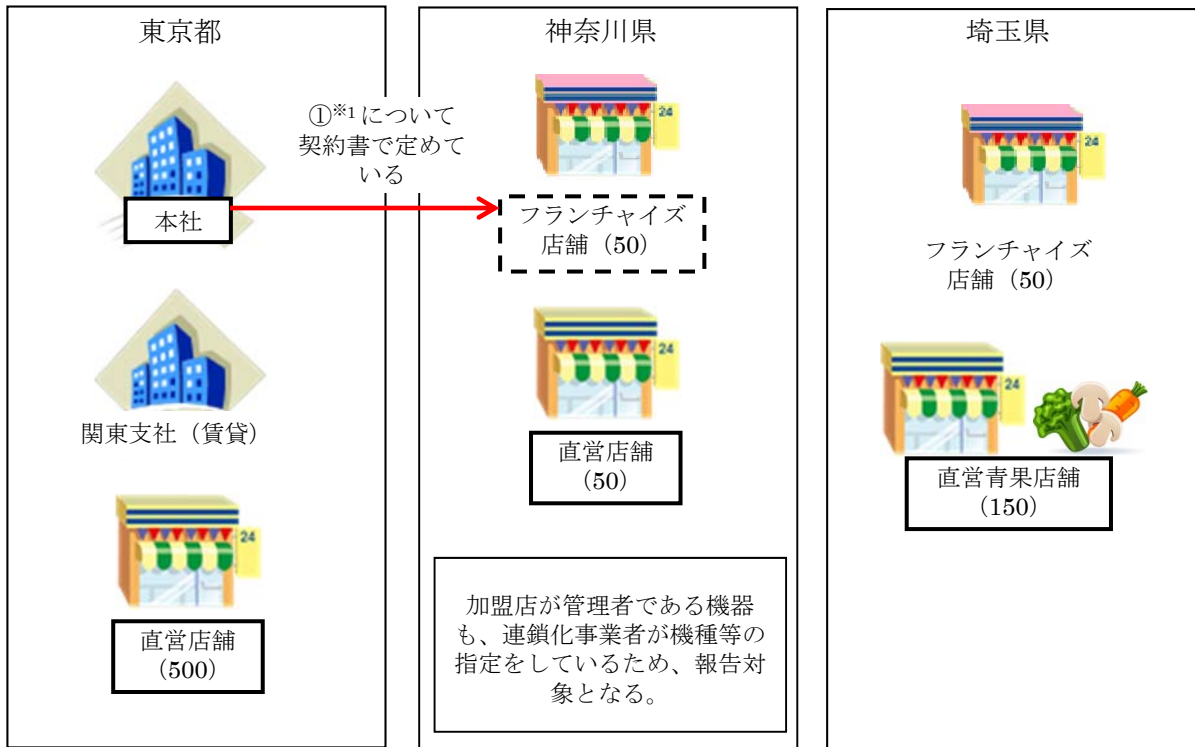 東京都
①※1について
契約書で定めて
いる
本社
関東支社（賃貸）
24
直営店舗
(500)
神奈川県
24
フランチャイズ
店舗（50）
24
直営店舗
(50)
加盟店が管理者である機器
も、連鎖化事業者が機種等の
指定をしているため、報告対
象となる。
埼玉県
24
フランチャイズ
店舗（50）
24
直営青果店舗
（150）